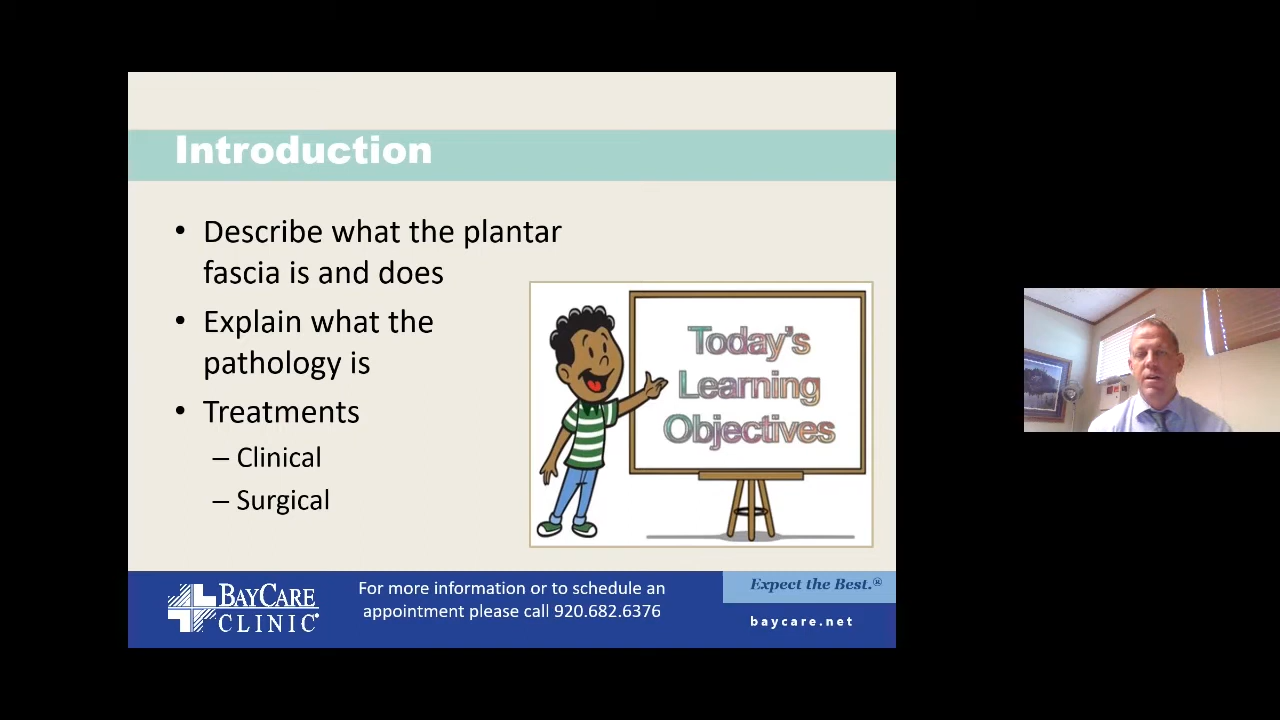 Introduction
• Describe what the plantar
fascia is and does
• Explain what the
pathology is
• Treatments
– Clinical
– Surgical
Today's
Learning
Objectives
BAYCARE
CLINIC®
For more information or to schedule an
appointment please call 920.682.6376
Expect the Best.®
baycare.net